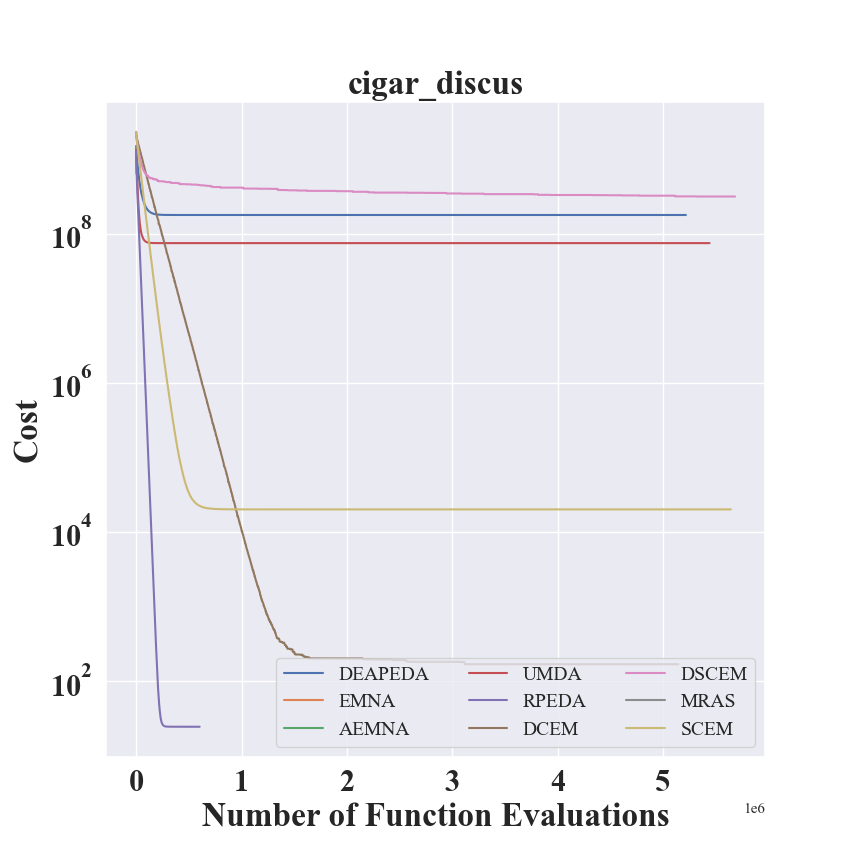 cigar_discus
Cost
10^8
10^6
10^4
10^2
DEAPEDA UMDA DSCEM
EMNA RPEDA MRAS
AEMNA DCEM SCEM
0 1 2 3 4 5
Number of Function Evaluations
1e6